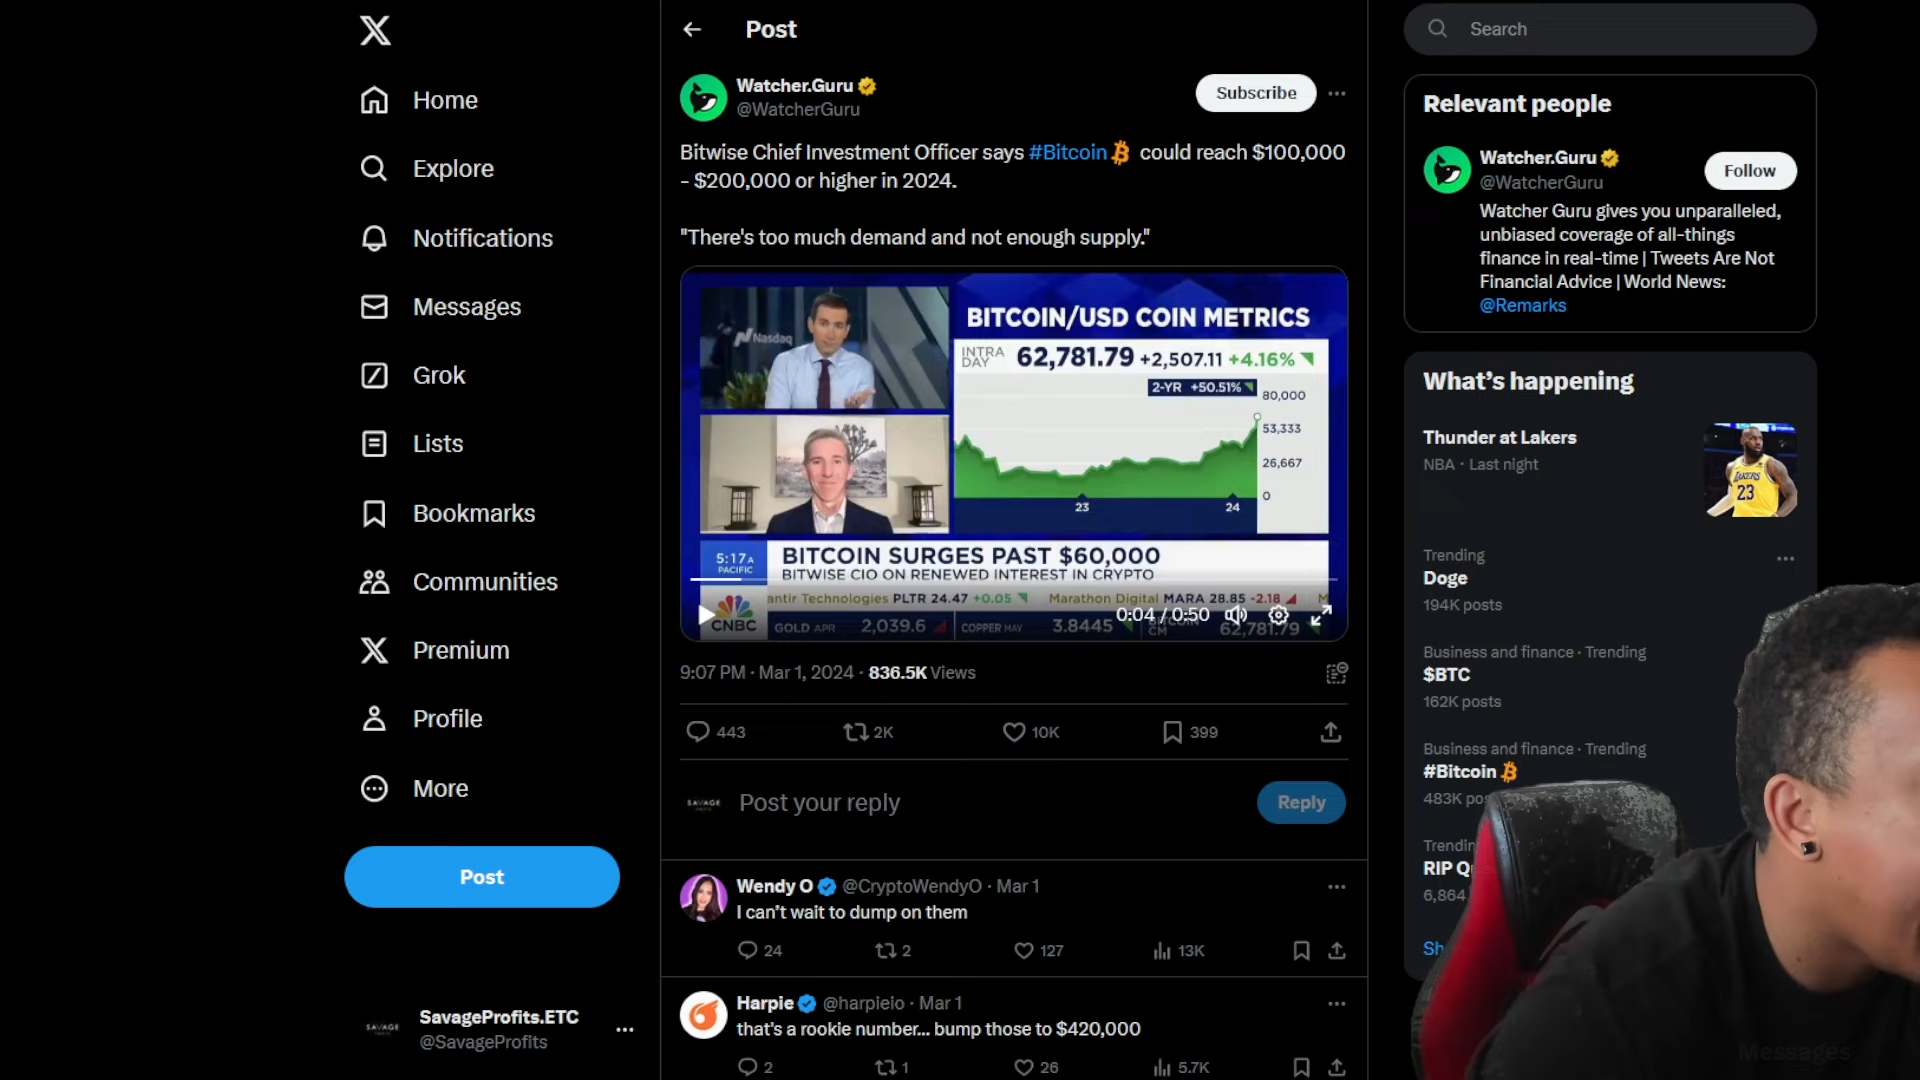 Post
Search
Watcher.Guru
@WatcherGuru
Subscribe
Bitwise Chief Investment Officer says #Bitcoin could reach $100,000
- $200,000 or higher in 2024.
"There's too much demand and not enough supply."
Nasdaq
BITCOIN/USD COIN METRICS
INTRA
DAY
62,781.79 +2,507.11 +4.16%
2-YR +50.51%
80,000
53,333
26,667
0
23
24
5:17A
PACIFIC
BITCOIN SURGES PAST $60,000
BITWISE CIO ON RENEWED INTEREST IN CRYPTO
antir Technologies PLTR 24.47 +0.05 Marathon Digital MARA 28.85 -2.18 M
0:04 / 0:50
CNBC
GOLD APR 2,039.6 COPPER MAY 3.8445 BITCOIN CM 62,781.79
9:07 PM · Mar 1, 2024 · 836.5K Views
443 2K 10K 399
SAVAGE
Post your reply
Reply
Wendy O @CryptoWendyO · Mar 1
I can't wait to dump on them
24 2 127 13K
Harpie @harpieio · Mar 1
that's a rookie number... bump those to $420,000
2 1 26 5.7K
Home
Explore
Notifications
Messages
Grok
Lists
Bookmarks
Communities
Premium
Profile
More
Post
SAVAGE
SavageProfits.ETC
@SavageProfits
Relevant people
Watcher.Guru
@WatcherGuru
Follow
Watcher Guru gives you unparalleled,
unbiased coverage of all-things
finance in real-time | Tweets Are Not
Financial Advice | World News:
@Remarks
What's happening
Thunder at Lakers
NBA · Last night
LAKERS
23
Trending
Doge
194K posts
Business and finance · Trending
$BTC
162K posts
Business and finance · Trending
#Bitcoin
483K pos
Trendin
RIP Q
6,864
Sh
Messages